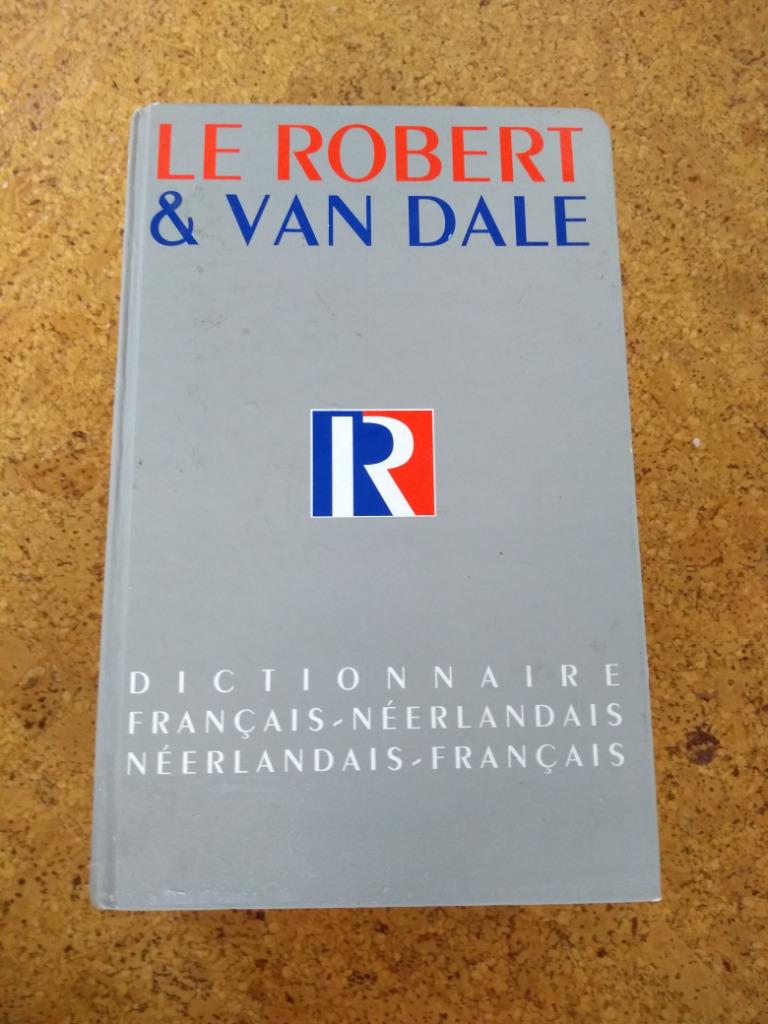 LE ROBERT
& VAN DALE
R
DICTIONNAIRE
FRANÇAIS-NÉERLANDAIS
NÉERLANDAIS-FRANÇAIS